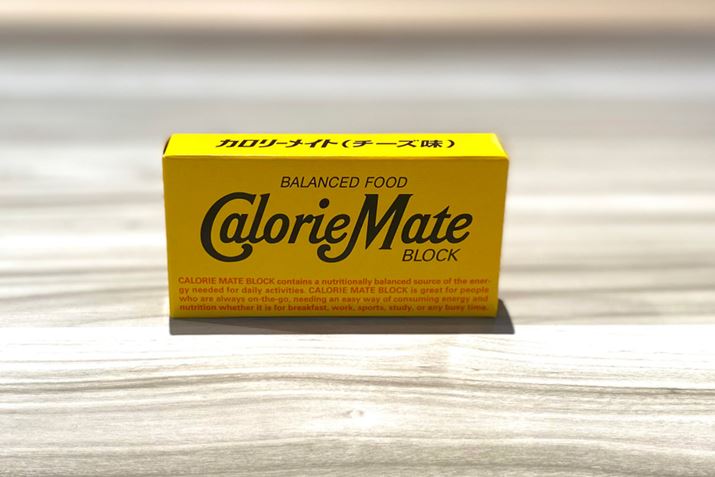 カロリーメイト(チーズ味)
BALANCED FOOD
CalorieMate
BLOCK
CALORIE MATE BLOCK contains a nutritionally balanced source of the ener-
gy needed for daily activities. CALORIE MATE BLOCK is great for people
who are always on-the-go, needing an easy way of consuming energy and
nutrition whether it is for breakfast, work, sports, study, or any busy time.